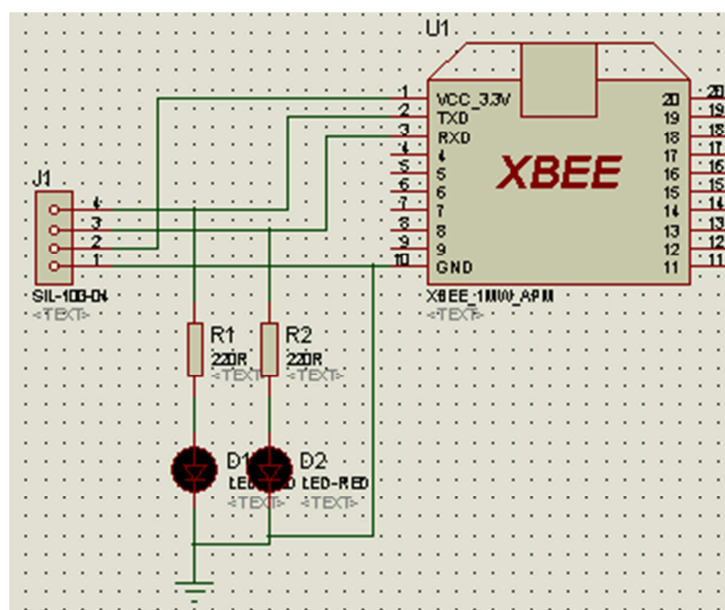 U1
1 VCC_3.3V 20 20
2 TXD 19 19
3 RXD 18 18
4 4 17 17
5 5 16 16
6 6 15 15
7 7 14 14
8 8 13 13
9 9 12 12
10 GND 11 11
XBEE
XBEE_1MW_APM
<TEXT>
J1
4
3
2
1
SIL-100-04
<TEXT>
R1
220R
<TEXT>
R2
220R
<TEXT>
D1
<TEXT>
D2
LED-RED
<TEXT>